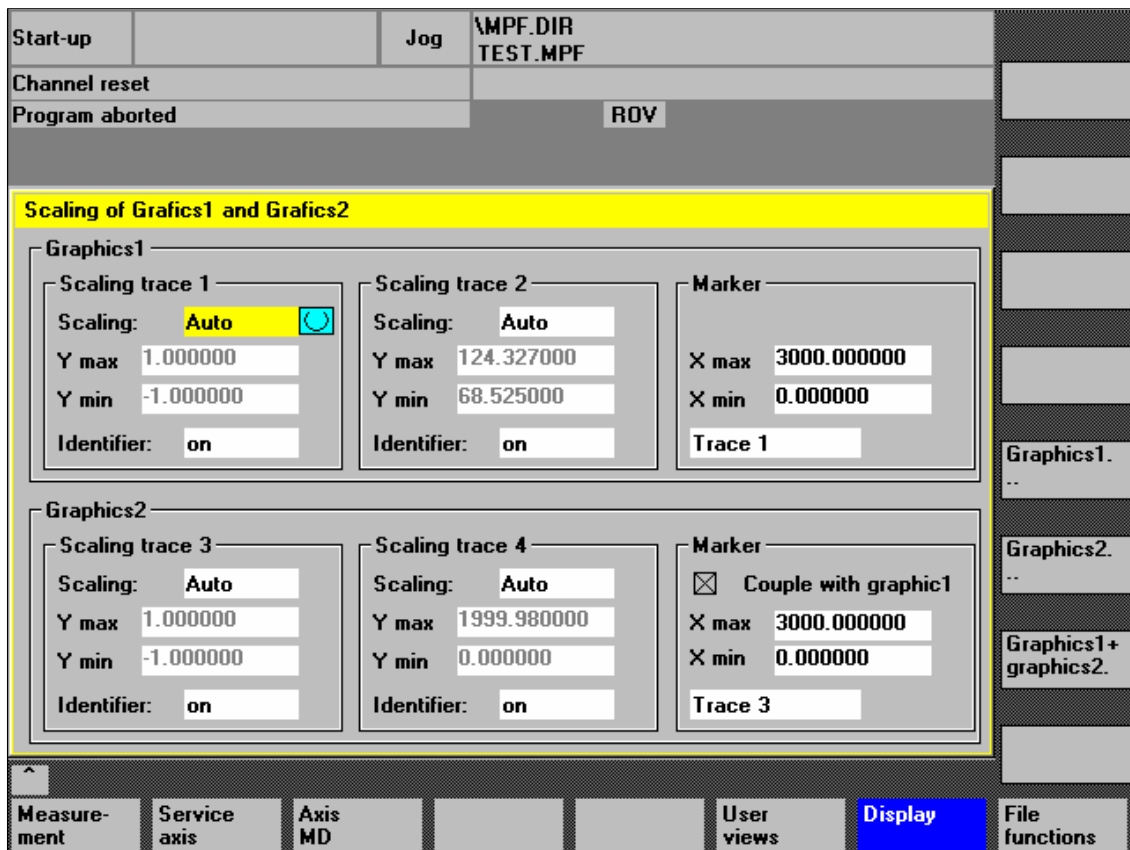 Start-up
Jog
\MPF.DIR
TEST.MPF
Channel reset
Program aborted
ROV
Scaling of Grafics1 and Grafics2
Graphics1
Scaling trace 1
Scaling: Auto
Y max 1.000000
Y min -1.000000
Identifier: on
Scaling trace 2
Scaling: Auto
Y max 124.327000
Y min 68.525000
Identifier: on
Marker
X max 3000.000000
X min 0.000000
Trace 1
Graphics2
Scaling trace 3
Scaling: Auto
Y max 1.000000
Y min -1.000000
Identifier: on
Scaling trace 4
Scaling: Auto
Y max 1999.980000
Y min 0.000000
Identifier: on
Marker
Couple with graphic1
X max 3000.000000
X min 0.000000
Trace 3
Graphics1.
..
Graphics2.
..
Graphics1+
graphics2.
^
Measure-
ment
Service
axis
Axis
MD
User
views
Display
File
functions